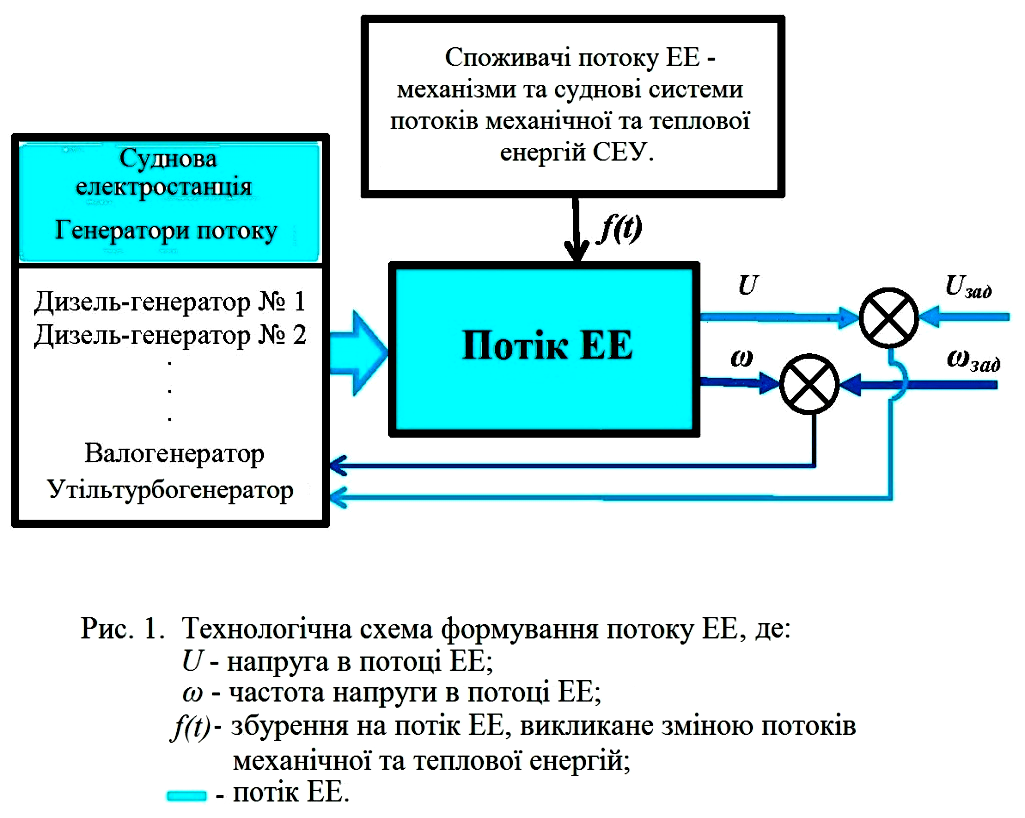 Споживачі потоку ЕЕ -
механізми та суднові системи
потоків механічної та теплової
енергій СЕУ.
Суднова
електростанція
Генератори потоку
Дизель-генератор № 1
Дизель-генератор № 2
.
.
.
Валогенератор
Утільтурбогенератор
f(t)
Потік ЕЕ
U
Uзад
ω
ωзад
Рис. 1. Технологічна схема формування потоку ЕЕ, де:
U - напруга в потоці ЕЕ;
ω - частота напруги в потоці ЕЕ;
f(t)- збурення на потік ЕЕ, викликане зміною потоків
механічної та теплової енергій;
- потік ЕЕ.